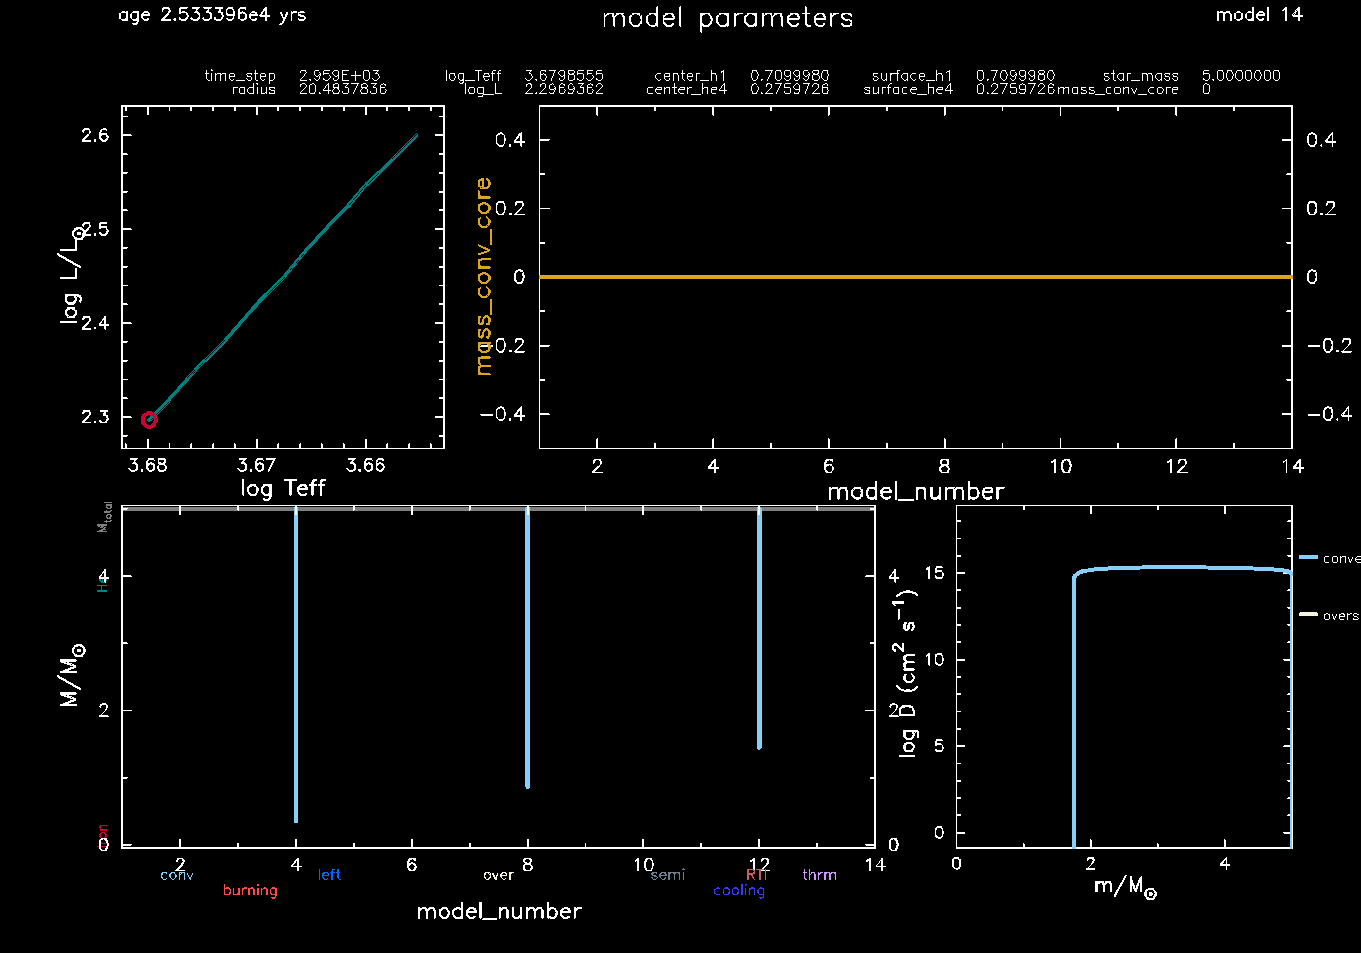 age 2.533396e4 yrs model parameters model 14
time_step 2.959E+03 log_Teff 3.6798555 center_h1 0.7099980 surface_h1 0.7099980 star_mass 5.0000000
radius 20.4837836 log_L 2.2969362 center_he4 0.2759726 surface_he4 0.2759726 mass_conv_core 0
log L/L☉
2.6
2.5
2.4
2.3
3.68 3.67 3.66
log Teff
mass_conv_core
0.4
0.2
0
−0.2
−0.4
0.4
0.2
0
−0.2
−0.4
2 4 6 8 10 12 14
model_number
M/M☉
Mtotal
He
4
2
0
4
2
0
2 4 6 8 10 12 14
conv left over semi RTI thrm
burning cooling
model_number
log D (cm² s⁻¹)
15
10
5
0
0 2 4
m/M☉
conve
overs